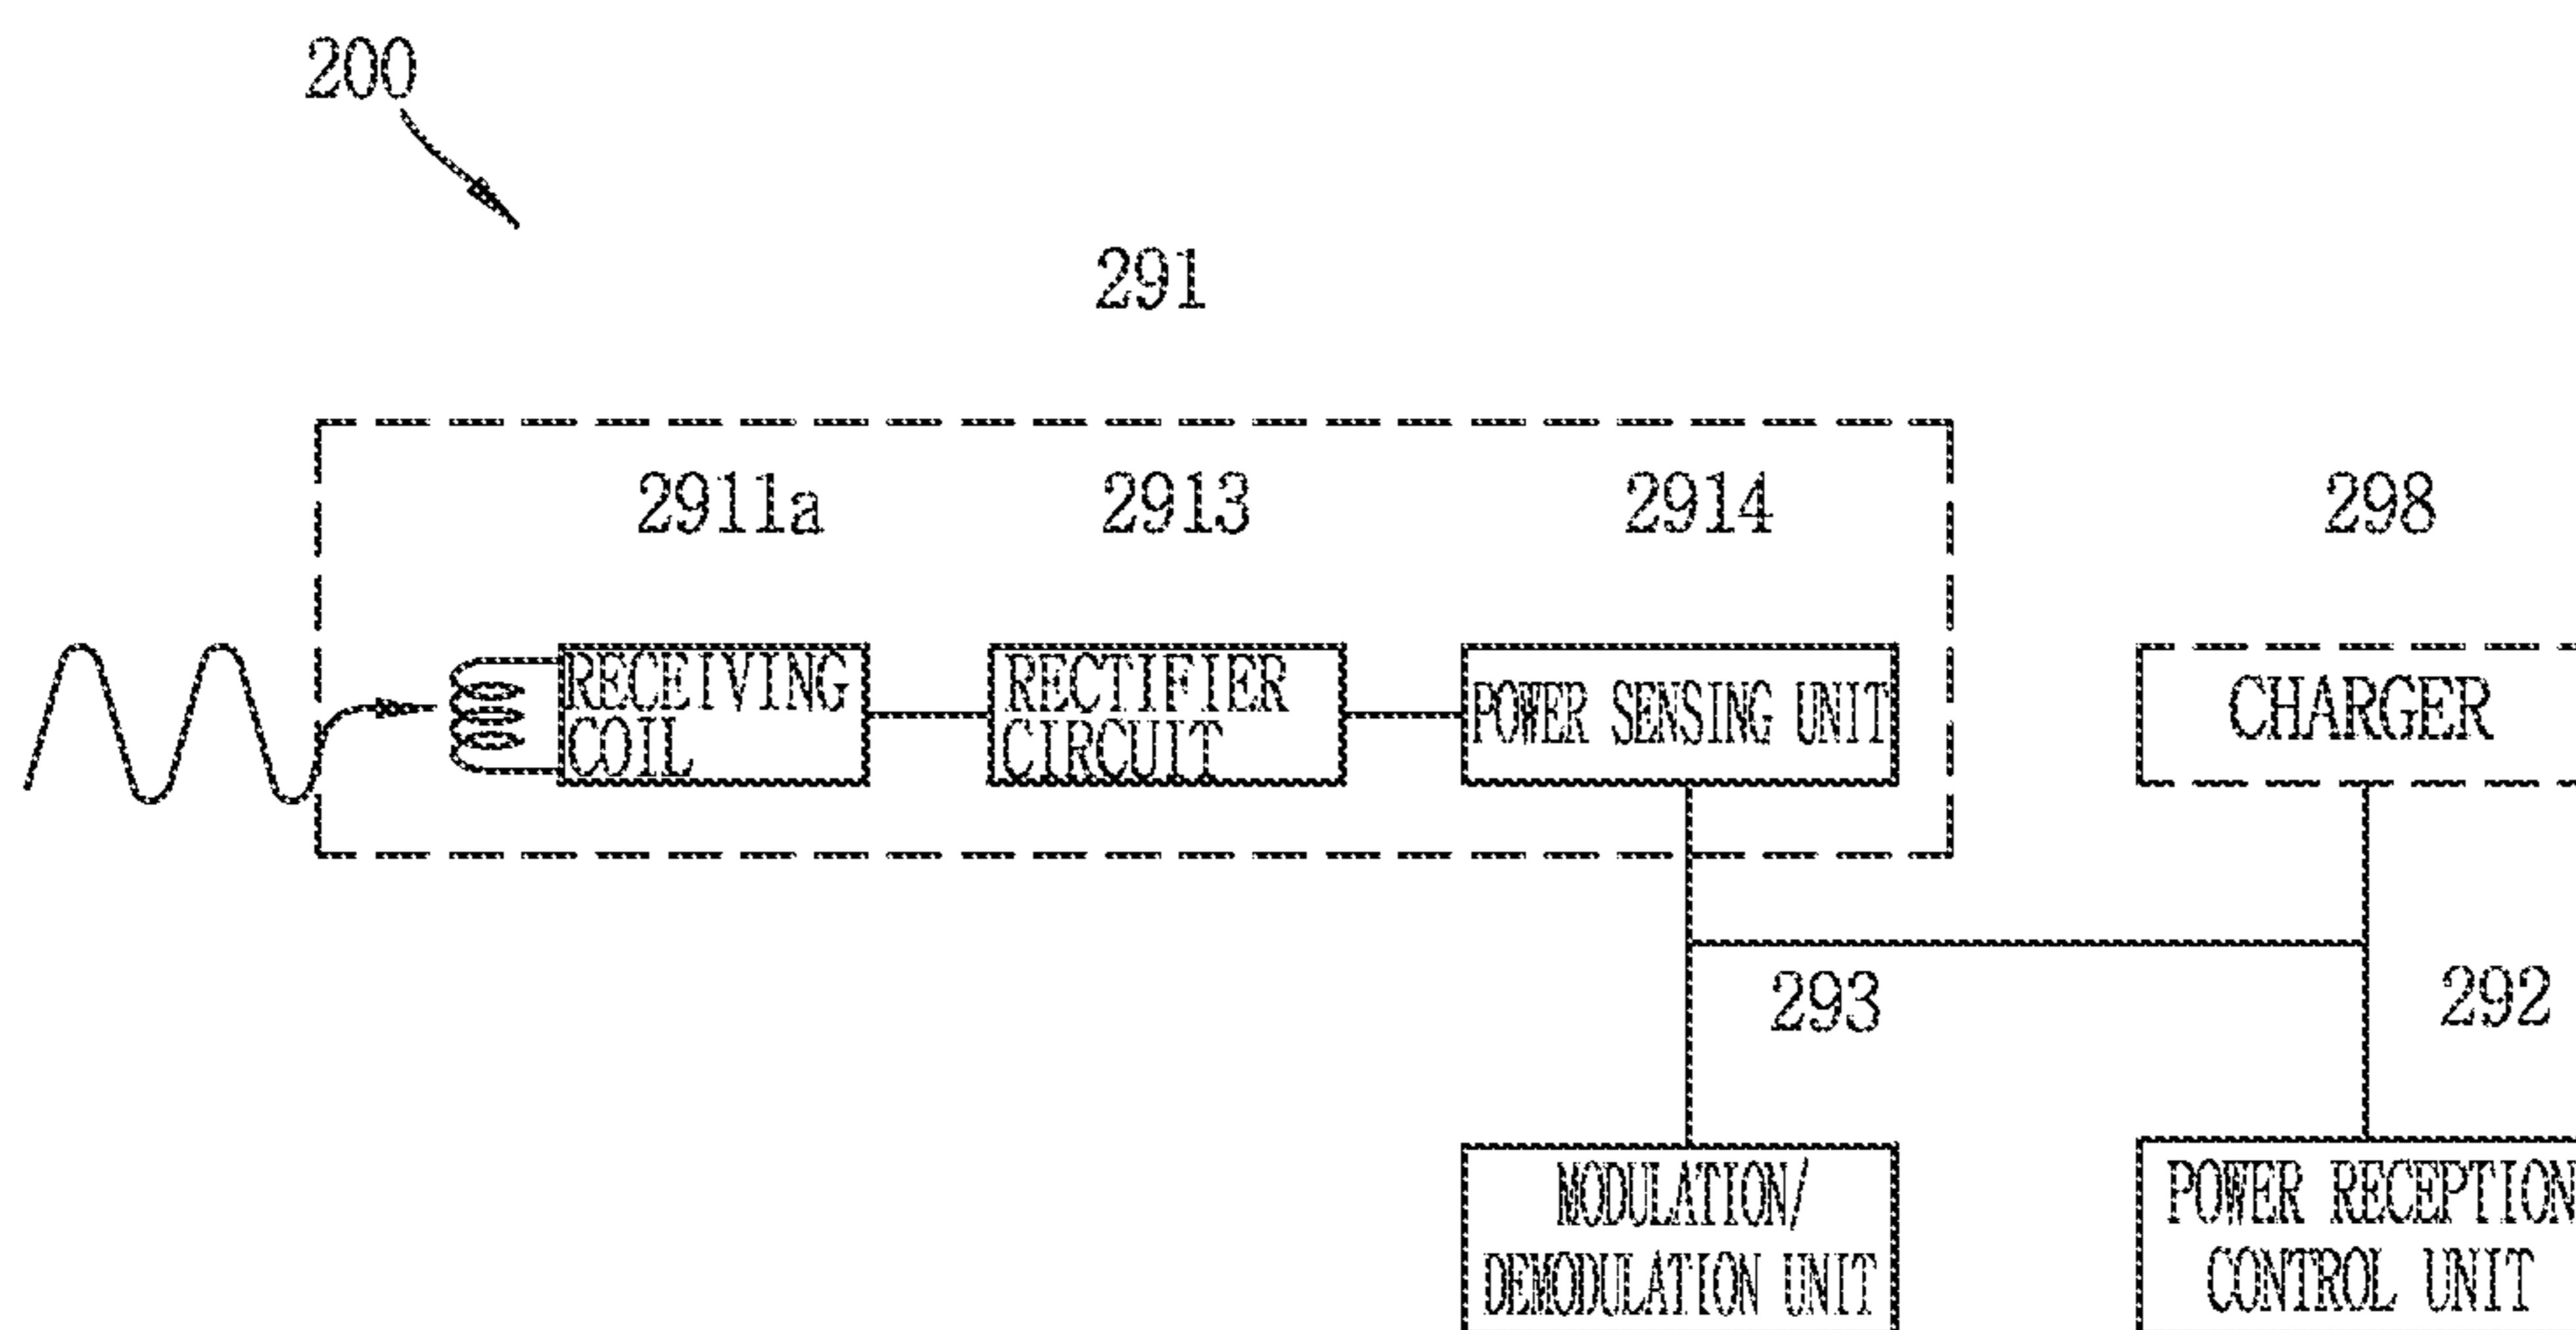 200
291
2911a 2913 2914 298
RECEIVING
COIL
RECTIFIER
CIRCUIT
POWER SENSING UNIT
CHARGER
293
292
MODULATION/
DEMODULATION UNIT
POWER RECEPTION
CONTROL UNIT